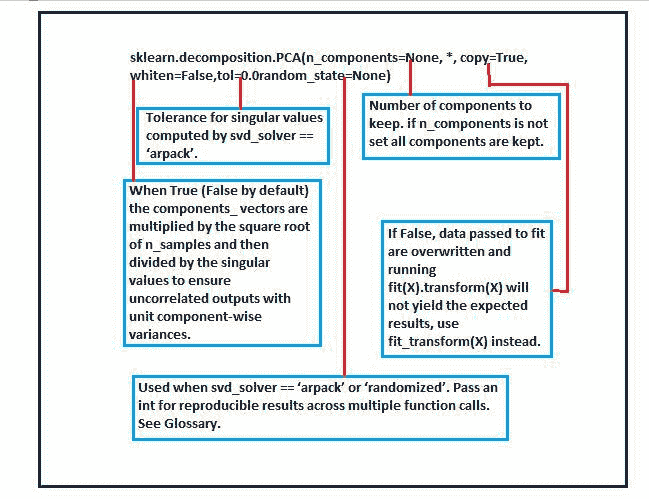 sklearn.decomposition.PCA(n_components=None, *, copy=True,
whiten=False,tol=0.0random_state=None)
Tolerance for singular values
computed by svd_solver ==
‘arpack’.
Number of components to
keep. if n_components is not
set all components are kept.
When True (False by default)
the components_ vectors are
multiplied by the square root
of n_samples and then
divided by the singular
values to ensure
uncorrelated outputs with
unit component-wise
variances.
If False, data passed to fit
are overwritten and
running
fit(X).transform(X) will
not yield the expected
results, use
fit_transform(X) instead.
Used when svd_solver == ‘arpack’ or ‘randomized’. Pass an
int for reproducible results across multiple function calls.
See Glossary.